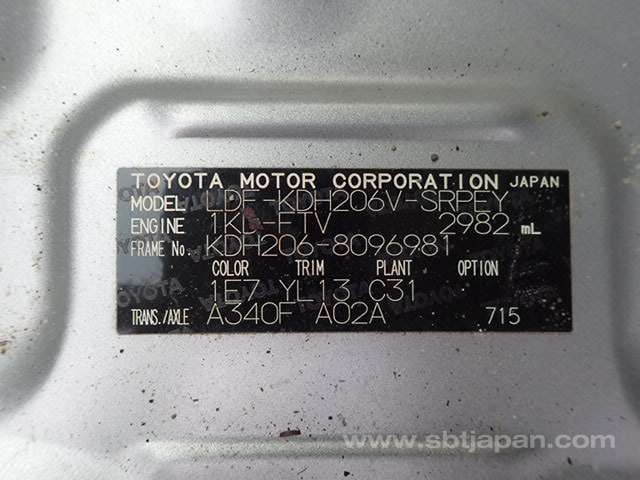 TOYOTA MOTOR CORPORATION JAPAN
MODEL LDF-KDH206V-SRPEY
ENGINE 1KD-FTV 2982 mL
FRAME No. KDH206-8096981
COLOR TRIM PLANT OPTION
1E7 YL13 C31
TRANS./AXLE A340F A02A 715
© www.sbtjapan.com